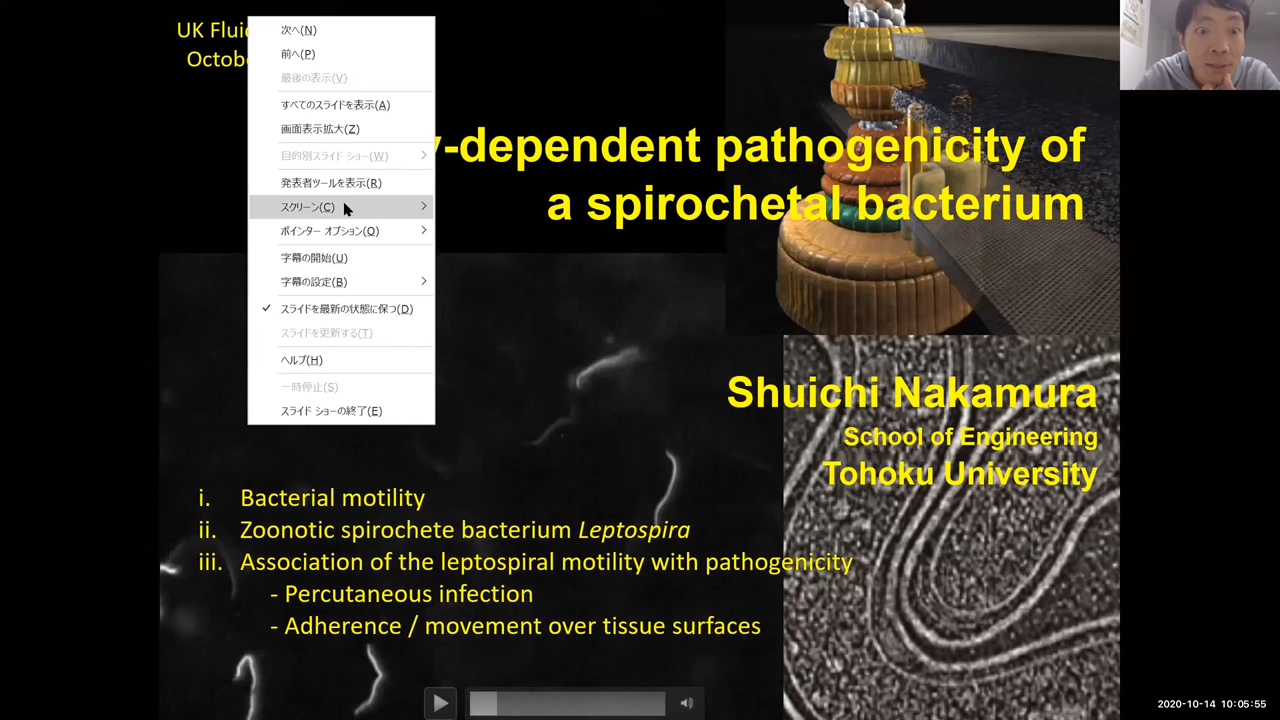 UK Flui
Octob
次へ(N)
前へ(P)
最後の表示(V)
すべてのスライドを表示(A)
画面表示拡大(Z)
目的別スライド ショー(W)
発表者ツールを表示(R)
スクリーン(C)
ポインター オプション(O)
字幕の開始(U)
字幕の設定(B)
スライドを最新の状態に保つ(D)
スライドを更新する(T)
ヘルプ(H)
一時停止(S)
スライド ショーの終了(E)
y-dependent pathogenicity of
a spirochetal bacterium
Shuichi Nakamura
School of Engineering
Tohoku University
i. Bacterial motility
ii. Zoonotic spirochete bacterium Leptospira
iii. Association of the leptospiral motility with pathogenicity
- Percutaneous infection
- Adherence / movement over tissue surfaces
2020-10-14 10:05:55